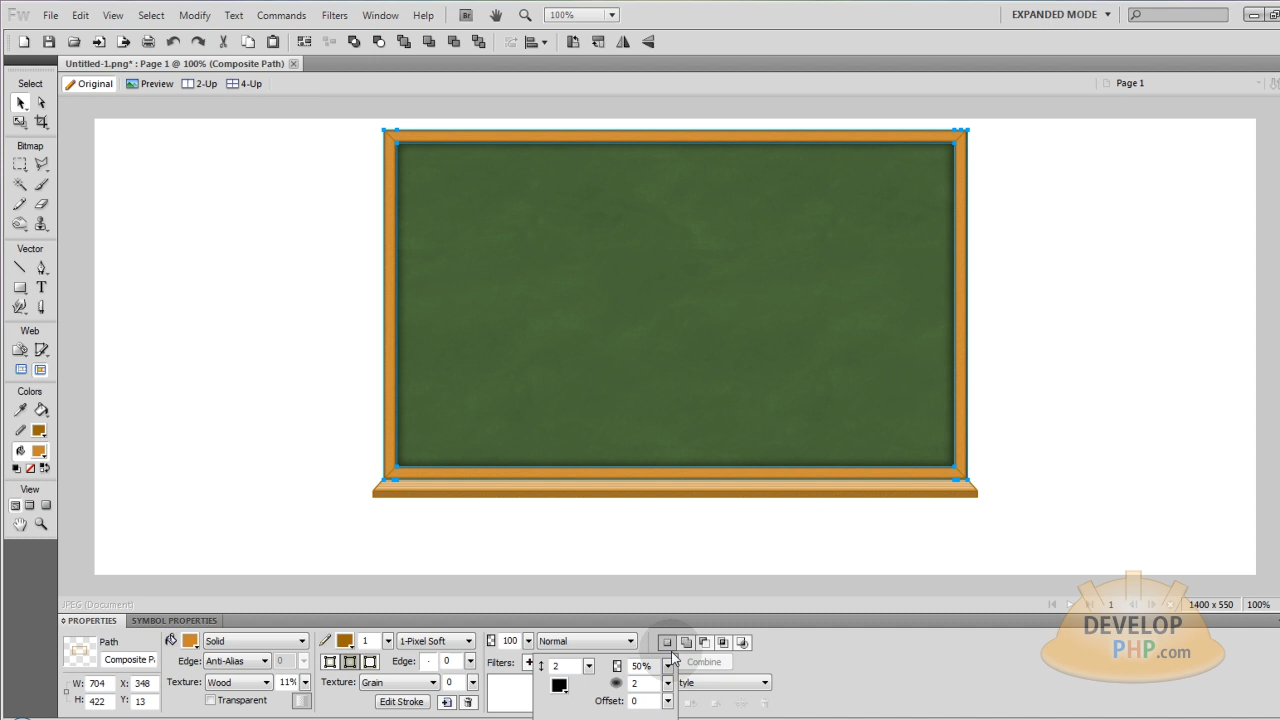 Fw File Edit View Select Modify Text Commands Filters Window Help Br 100% EXPANDED MODE
Untitled-1.png* : Page 1 @ 100% (Composite Path)
Original Preview 2-Up 4-Up Page 1
Select
Bitmap
Vector
T
Web
Colors
View
JPEG (Document) 1 1400 x 550 100%
PROPERTIES SYMBOL PROPERTIES
Path Solid 1 1-Pixel Soft 100 Normal
Composite Pa Edge: Anti-Alias 0 Edge: 0 Filters: 2 50% Combine
W: 704 X: 348 Texture: Wood 11% Texture: Grain 0 2 tyle
H: 422 Y: 13 Transparent Edit Stroke Offset: 0
DEVELOP
PHP.com